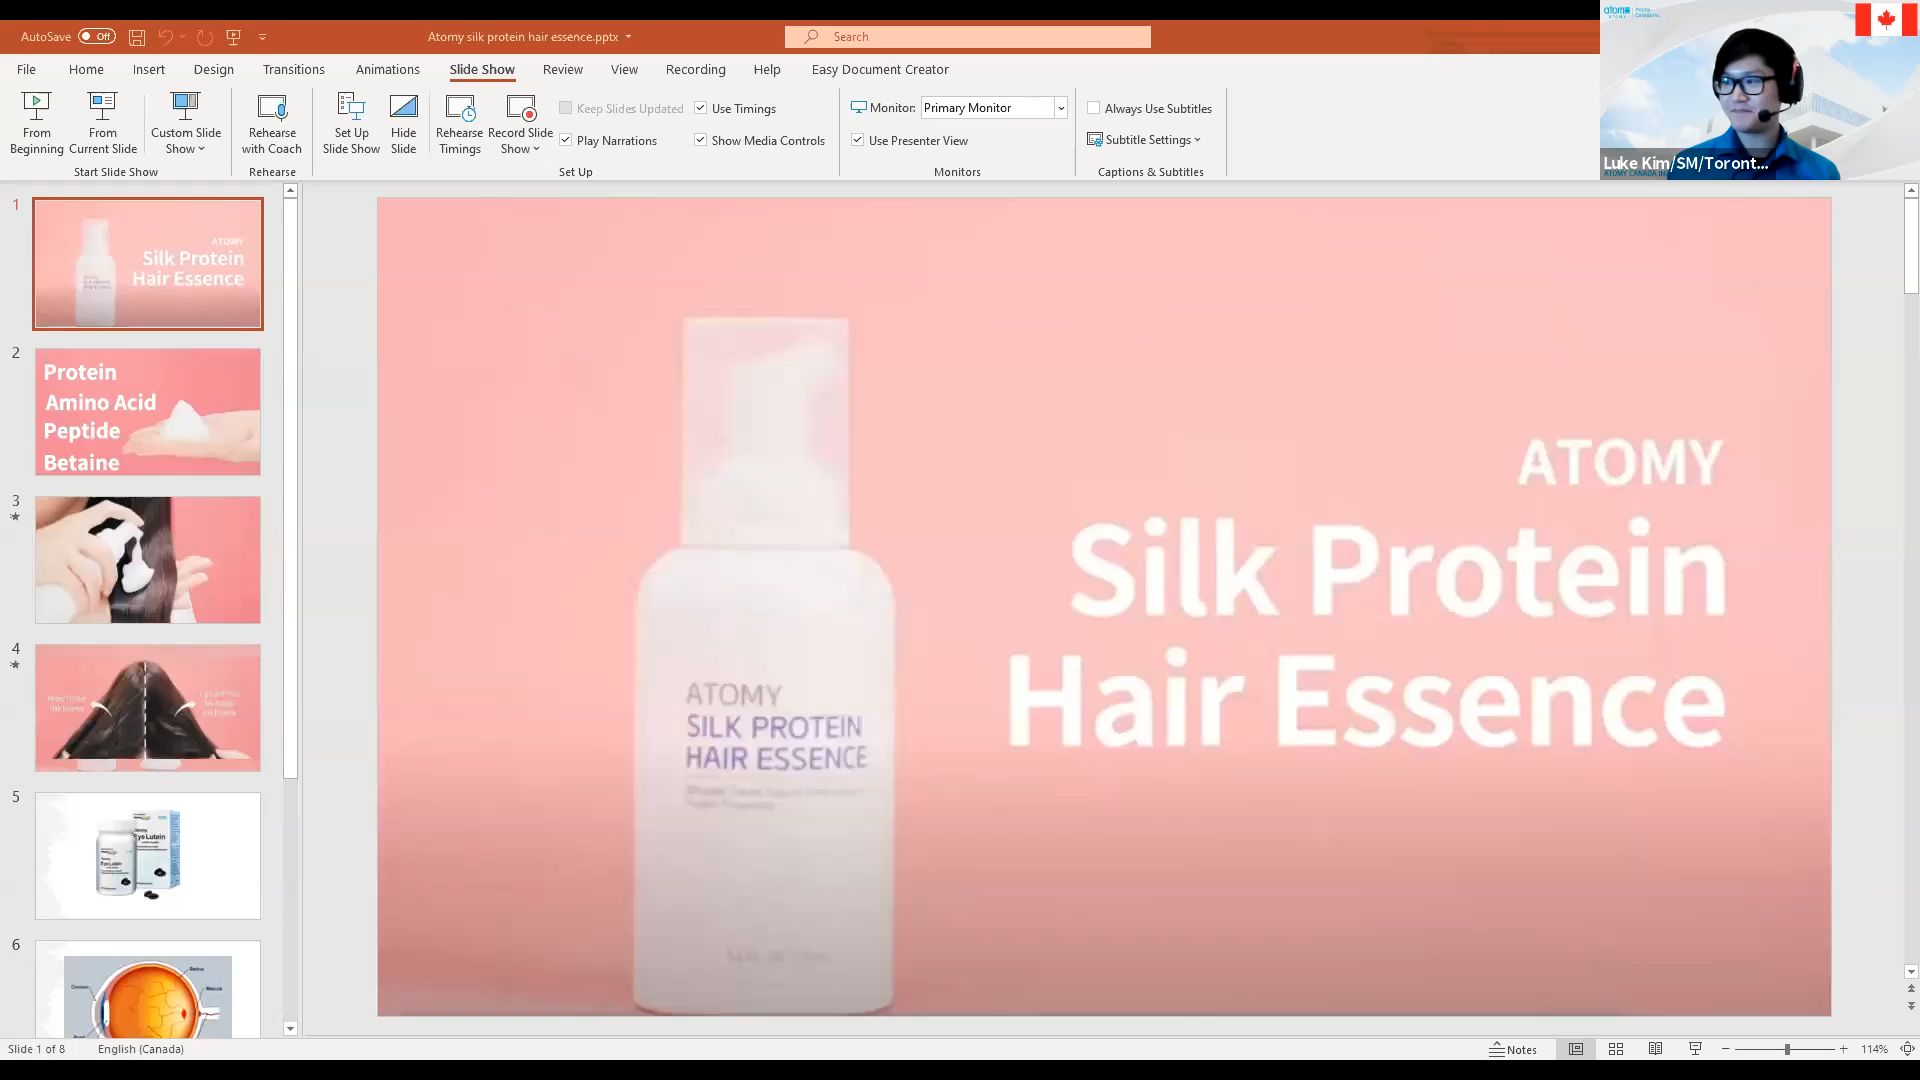 AutoSave Off
Atomy silk protein hair essence.pptx
Search
File Home Insert Design Transitions Animations Slide Show Review View Recording Help Easy Document Creator
From Beginning
From Current Slide
Custom Slide Show
Start Slide Show
Rehearse with Coach
Rehearse
Set Up Slide Show
Hide Slide
Rehearse Timings
Record Slide Show
Keep Slides Updated
Use Timings
Play Narrations
Show Media Controls
Set Up
Monitor: Primary Monitor
Use Presenter View
Monitors
Always Use Subtitles
Subtitle Settings
Captions & Subtitles
Luke Kim/SM/Toront...
1
ATOMY
Silk Protein
Hair Essence
2
Protein
Amino Acid
Peptide
Betaine
3
4
5
Atomy
Eye Lutein
6
Retina
Macula
ATOMY
Silk Protein
Hair Essence
ATOMY
SILK PROTEIN
HAIR ESSENCE
Slide 1 of 8
English (Canada)
Notes
114%